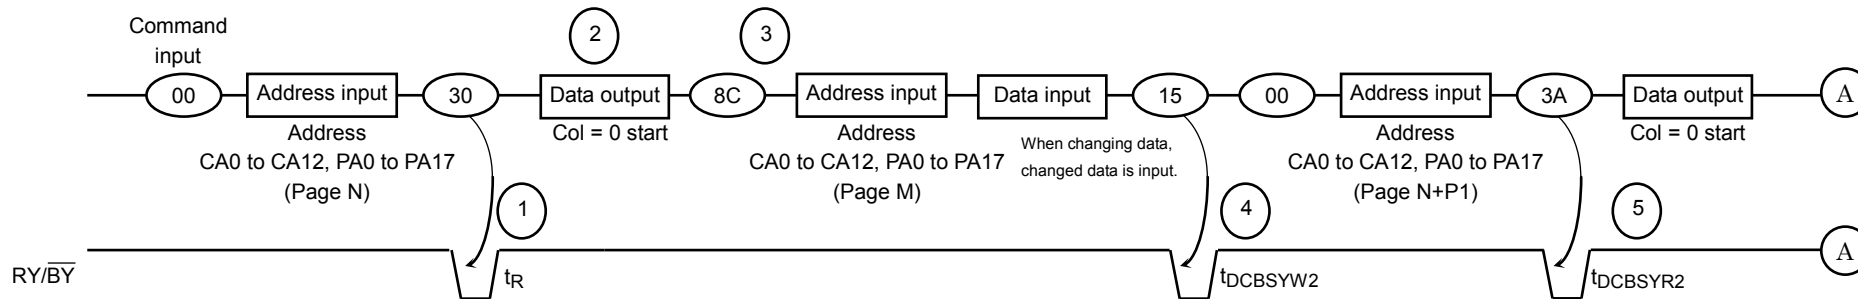 Command
input
2
3
00
Address input
30
Data output
8C
Address input
Data input
15
00
Address input
3A
Data output
A
Address
CA0 to CA12, PA0 to PA17
(Page N)
Col = 0 start
Address
CA0 to CA12, PA0 to PA17
(Page M)
When changing data,
changed data is input.
Address
CA0 to CA12, PA0 to PA17
(Page N+P1)
Col = 0 start
1
4
5
RY/BY
tR
tDCBSYW2
tDCBSYR2
A